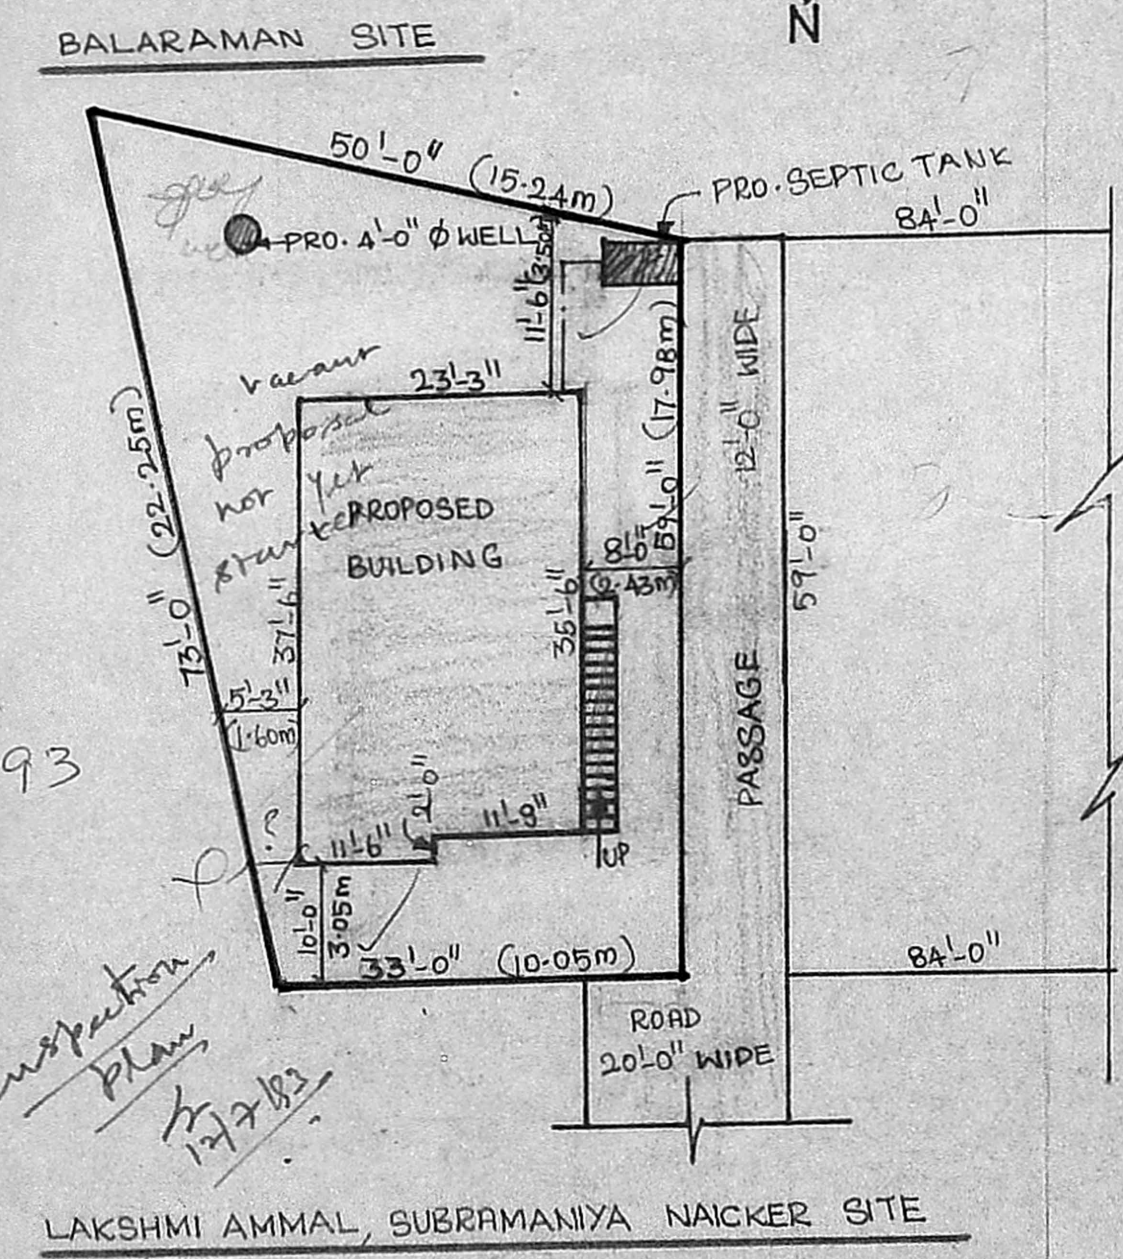 N
BALARAMAN SITE
50'-0" (15.24m)
PRO. SEPTIC TANK
84'-0"
PRO. 4'-0" Ø WELL
11'-6" (3.50m)
59'-0" (17.98m)
12'-0" WIDE
PASSAGE
59'-0"
73'-0" (22.25m)
vacant
proposal
not yet
started
23'-3"
PROPOSED
BUILDING
37'-6"
35'-6"
8'-0"
(2.43m)
5'-3"
(1.60m)
93
?
11'-6"
2'-0"
11'-9"
UP
10'-0"
3.05m
33'-0" (10.05m)
84'-0"
ROAD
20'-0" WIDE
inspection
plan
12/7/83
LAKSHMI AMMAL, SUBRAMANIYA NAICKER SITE